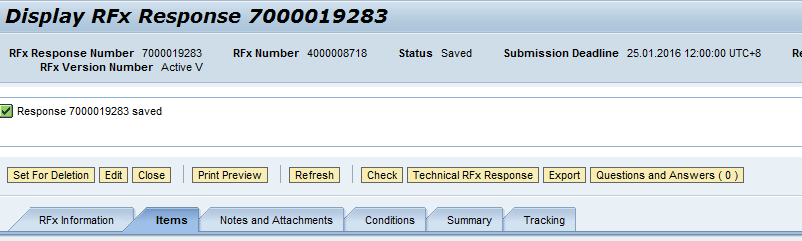 Display RFx Response 7000019283
RFx Response Number 7000019283 RFx Number 4000008718 Status Saved Submission Deadline 25.01.2016 12:00:00 UTC+8 Re
RFx Version Number Active V
Response 7000019283 saved
Set For Deletion Edit Close Print Preview Refresh Check Technical RFx Response Export Questions and Answers ( 0 )
RFx Information Items Notes and Attachments Conditions Summary Tracking